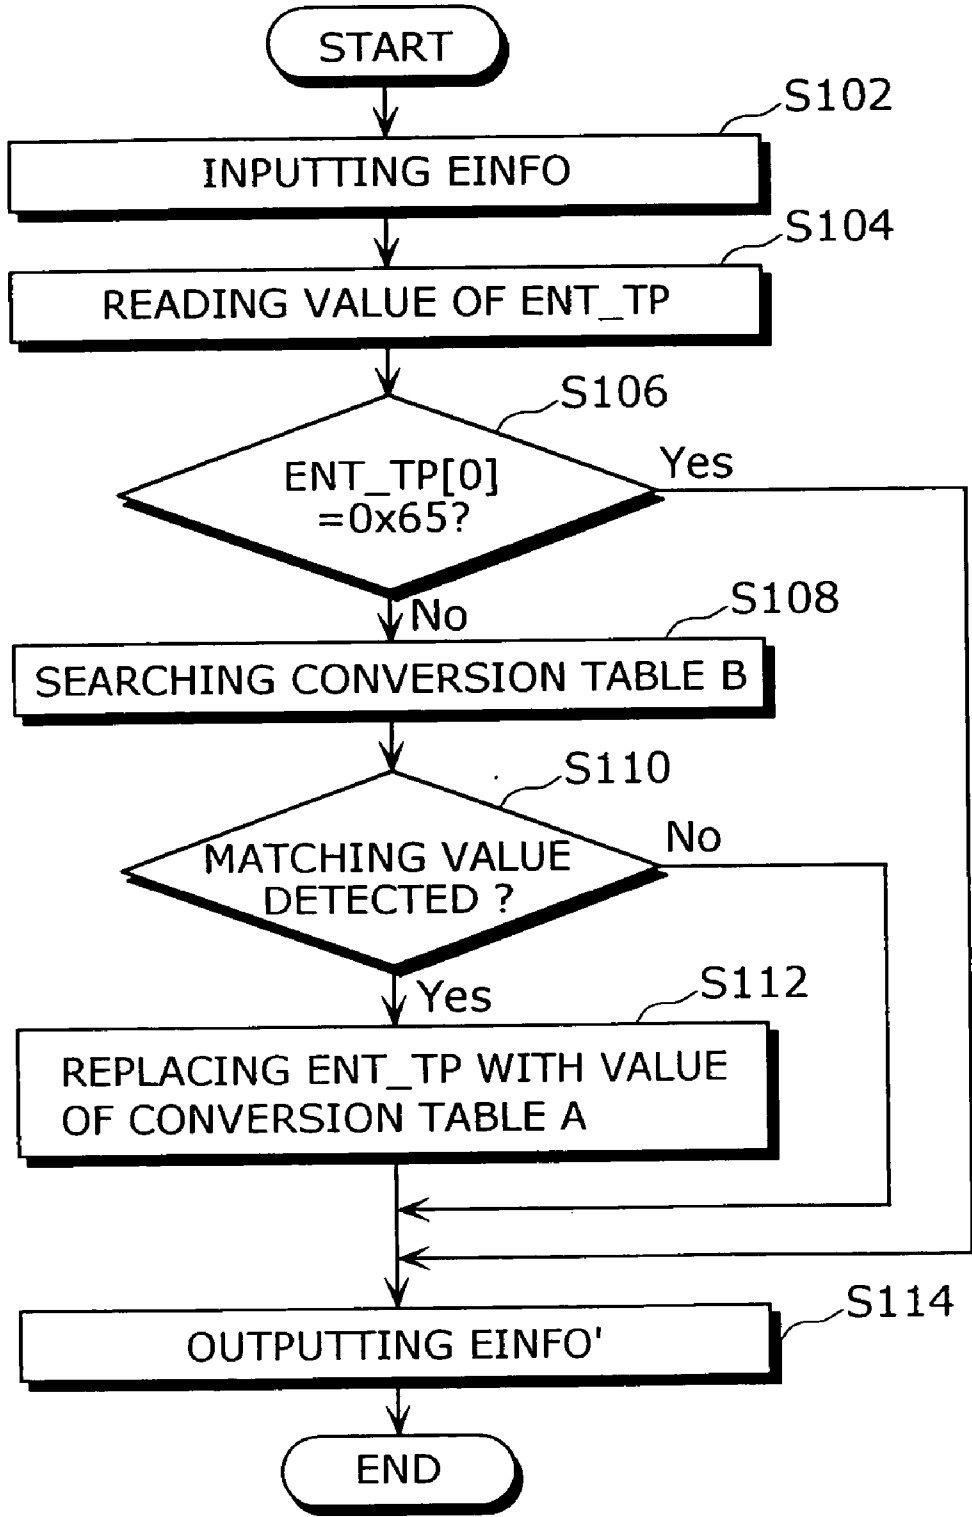 START
S102
INPUTTING EINFO
S104
READING VALUE OF ENT_TP
S106
ENT_TP[0]
=0x65?
Yes
No
S108
SEARCHING CONVERSION TABLE B
S110
MATCHING VALUE
DETECTED ?
No
Yes
S112
REPLACING ENT_TP WITH VALUE
OF CONVERSION TABLE A
S114
OUTPUTTING EINFO'
END